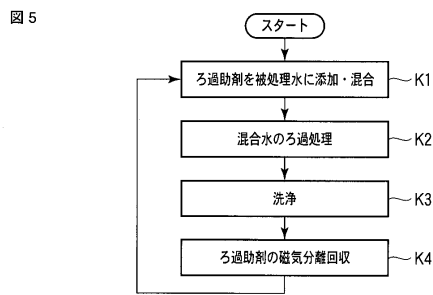 図5
スタート
ろ過助剤を被処理水に添加・混合
K1
混合水のろ過処理
K2
洗浄
K3
ろ過助剤の磁気分離回収
K4